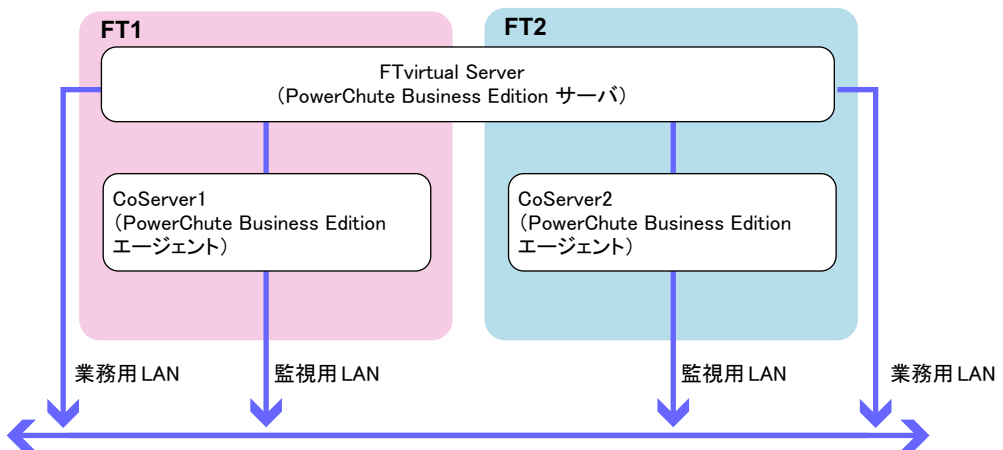 FT1
FT2
FTvirtual Server
（PowerChute Business Edition サーバ）
CoServer1
（PowerChute Business Edition
エージェント）
CoServer2
（PowerChute Business Edition
エージェント）
業務用 LAN
監視用 LAN
監視用 LAN
業務用 LAN